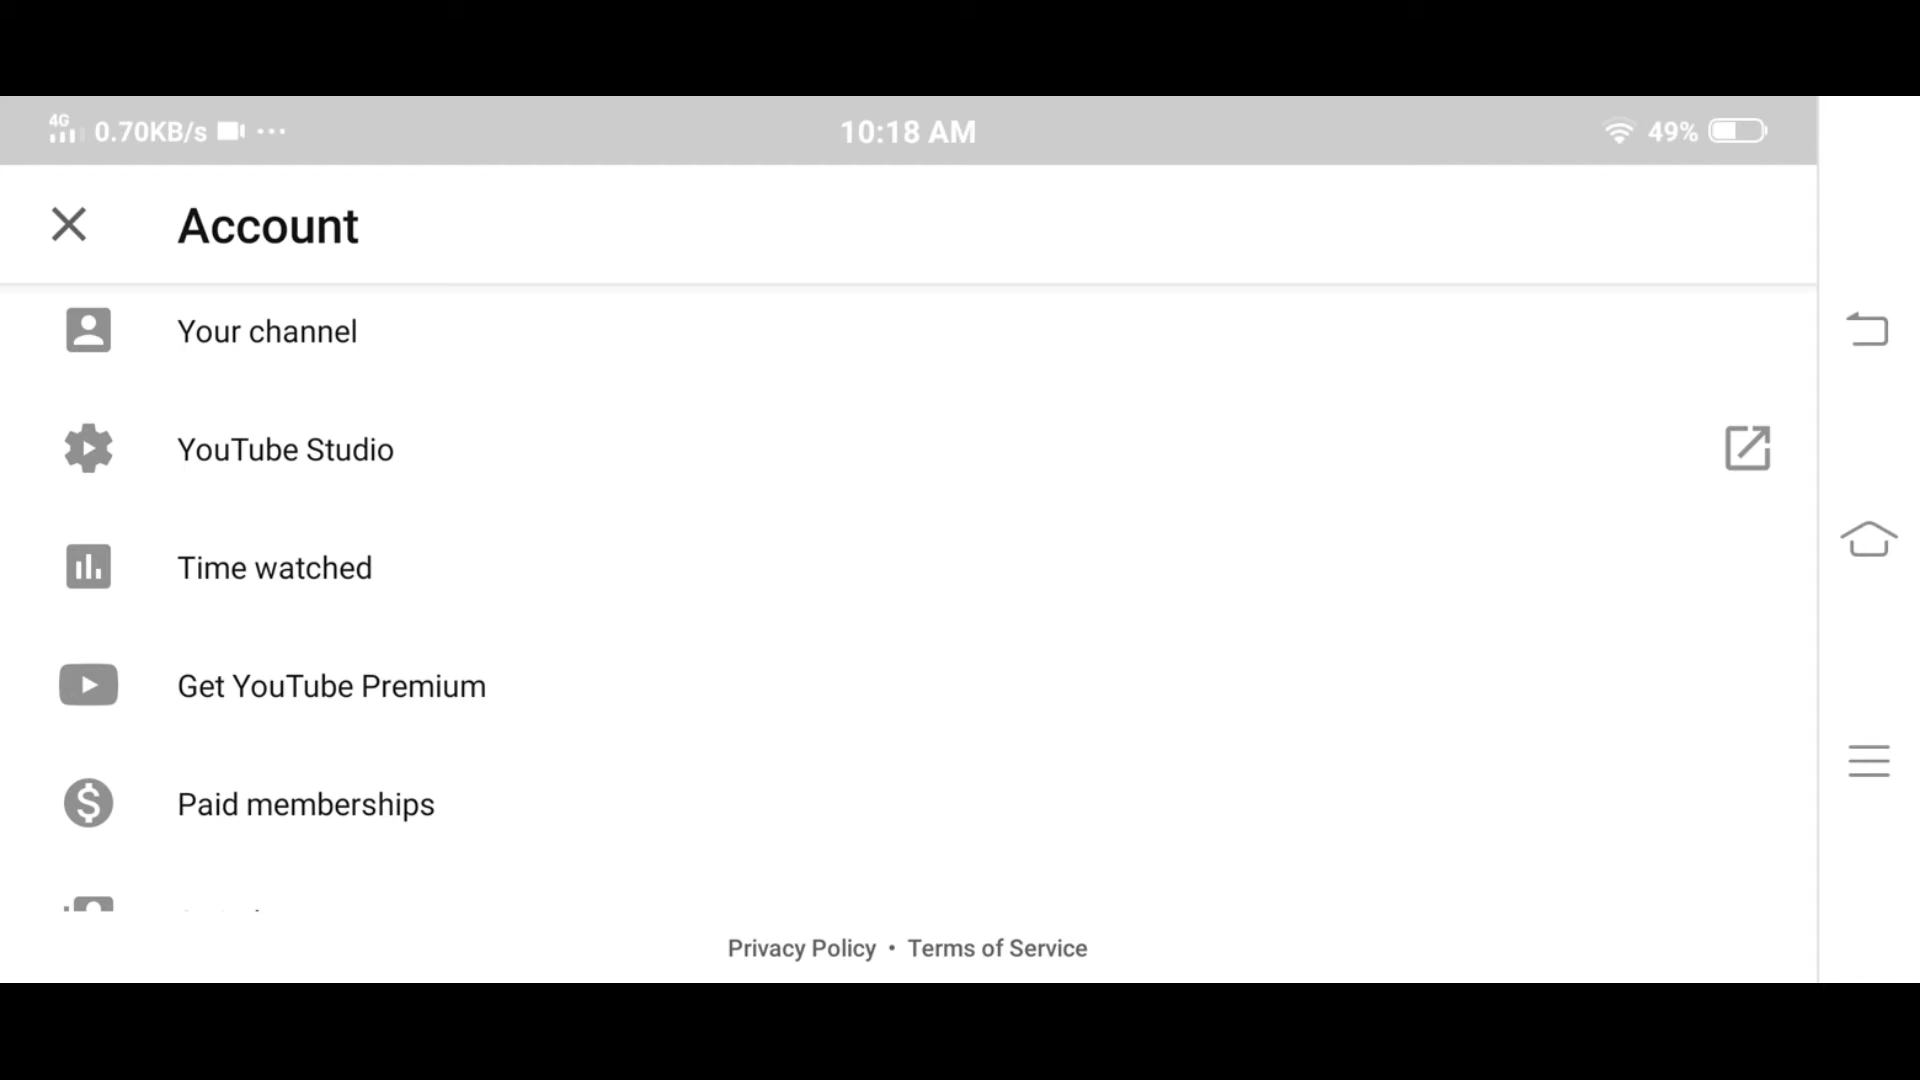 4G 0.70KB/s 10:18 AM 49%
Account
Your channel
YouTube Studio
Time watched
Get YouTube Premium
Paid memberships
Privacy Policy • Terms of Service